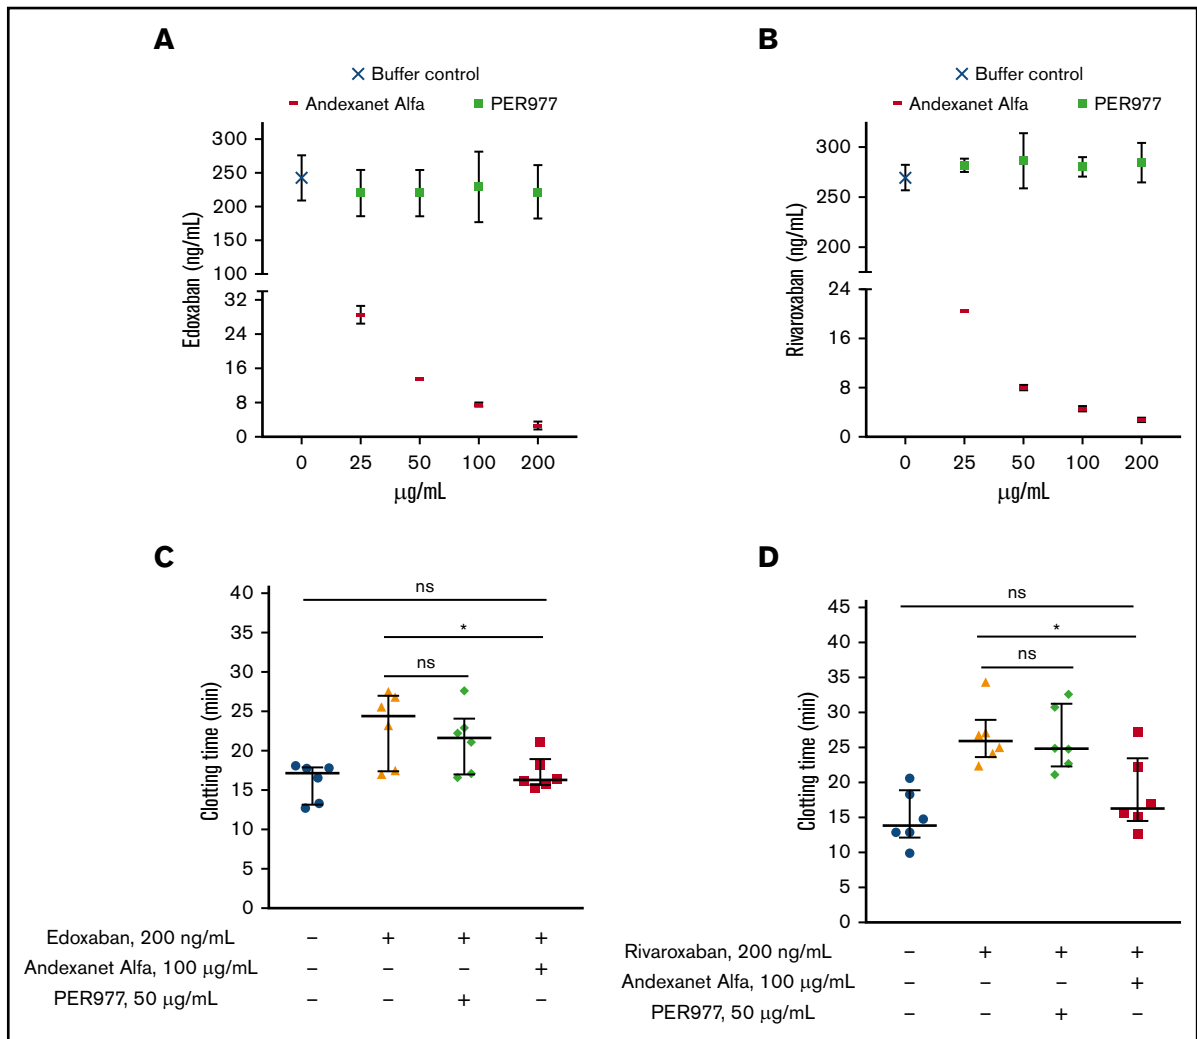 A
Buffer control
Andexanet Alfa PER977
Edoxaban (ng/mL)
300
250
200
150
100
32
24
16
8
0
0 25 50 100 200
µg/mL
B
Buffer control
Andexanet Alfa PER977
Rivaroxaban (ng/mL)
300
250
200
24
16
8
0
0 25 50 100 200
µg/mL
C
Clotting time (min)
40
35
30
25
20
15
10
5
0
ns
*
ns
Edoxaban, 200 ng/mL – + + +
Andexanet Alfa, 100 µg/mL – – – +
PER977, 50 µg/mL – – + –
D
Clotting time (min)
45
40
35
30
25
20
15
10
5
0
ns
*
ns
Rivaroxaban, 200 ng/mL – + + +
Andexanet Alfa, 100 µg/mL – – – +
PER977, 50 µg/mL – – + –